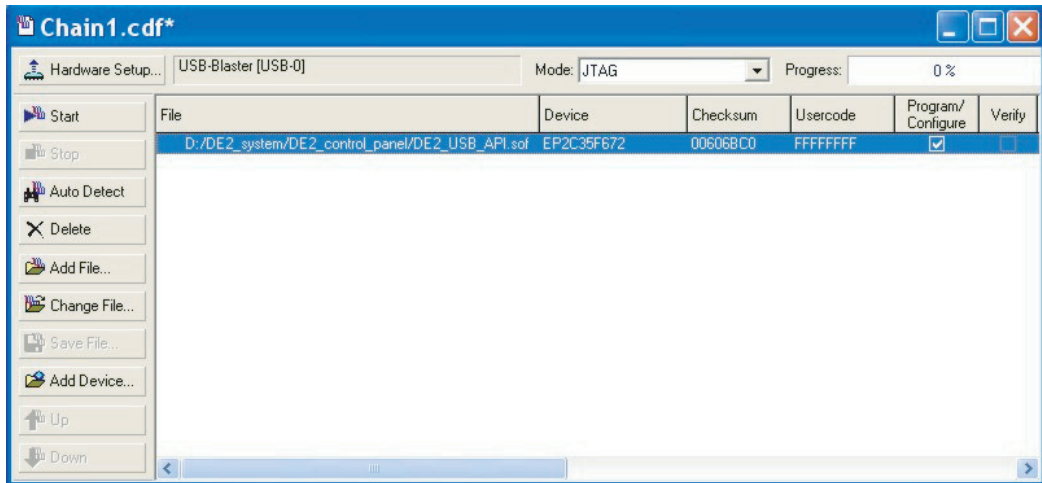 Chain1.cdf*
Hardware Setup... USB-Blaster [USB-0] Mode: JTAG Progress: 0 %
Start
Stop
Auto Detect
Delete
Add File...
Change File...
Save File...
Add Device...
Up
Down
File Device Checksum Usercode Program/
Configure Verify
D:/DE2_system/DE2_control_panel/DE2_USB_API.sof EP2C35F672 00606BC0 FFFFFFFF